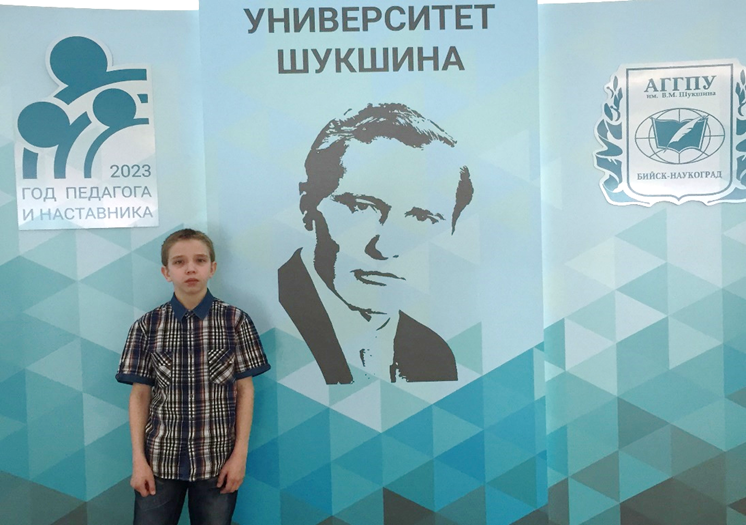 УНИВЕРСИТЕТ
ШУКШИНА
2023
ГОД ПЕДАГОГА
И НАСТАВНИКА
АГГПУ
им. В.М. Шукшина
БИЙСК-НАУКОГРАД